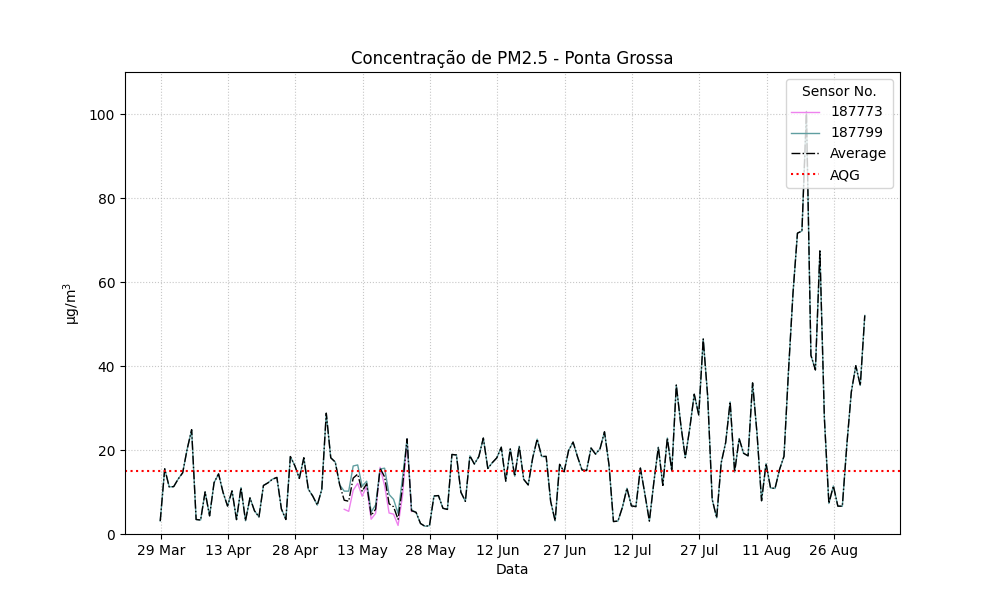 Concentração de PM2.5 - Ponta Grossa
Sensor No.
187773
187799
Average
AQG
µg/m³
100
80
60
40
20
0
29 Mar 13 Apr 28 Apr 13 May 28 May 12 Jun 27 Jun 12 Jul 27 Jul 11 Aug 26 Aug
Data